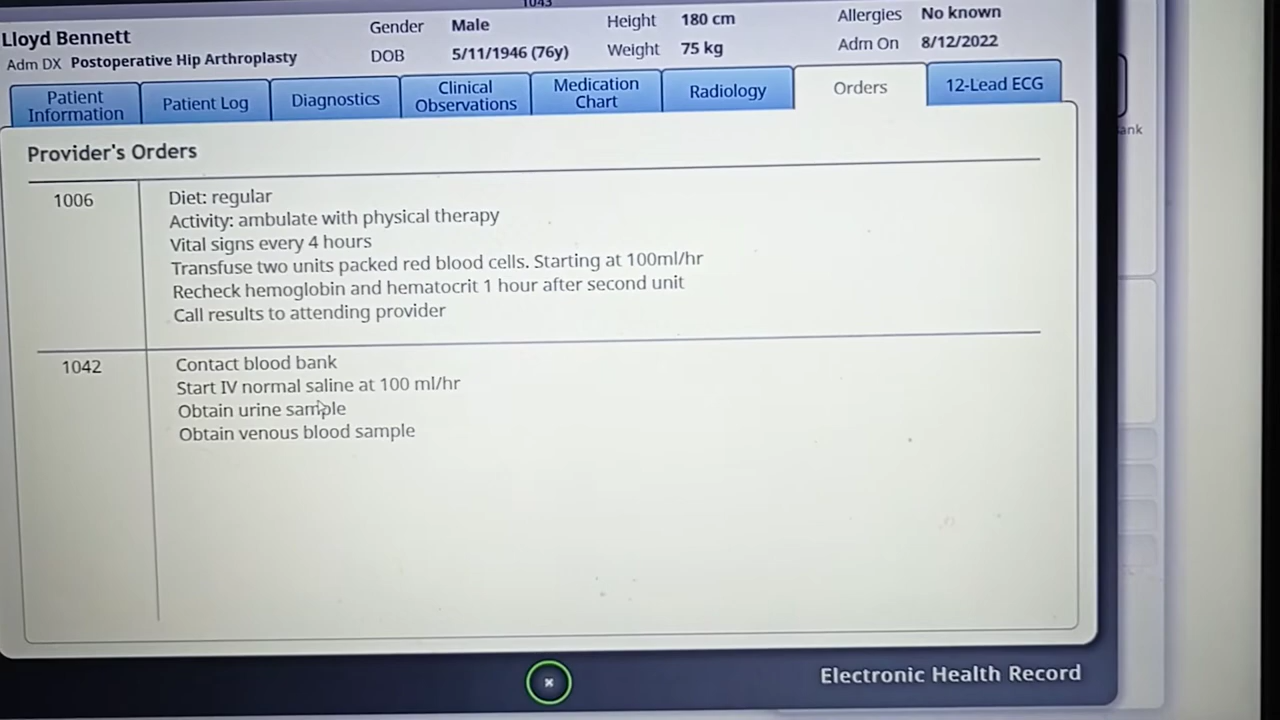 1043
Lloyd Bennett
Adm DX Postoperative Hip Arthroplasty
Gender Male
DOB 5/11/1946 (76y)
Height 180 cm
Weight 75 kg
Allergies No known
Adm On 8/12/2022
Patient Information
Patient Log
Diagnostics
Clinical Observations
Medication Chart
Radiology
Orders
12-Lead ECG
Provider's Orders
1006
Diet: regular
Activity: ambulate with physical therapy
Vital signs every 4 hours
Transfuse two units packed red blood cells. Starting at 100ml/hr
Recheck hemoglobin and hematocrit 1 hour after second unit
Call results to attending provider
1042
Contact blood bank
Start IV normal saline at 100 ml/hr
Obtain urine sample
Obtain venous blood sample
Electronic Health Record